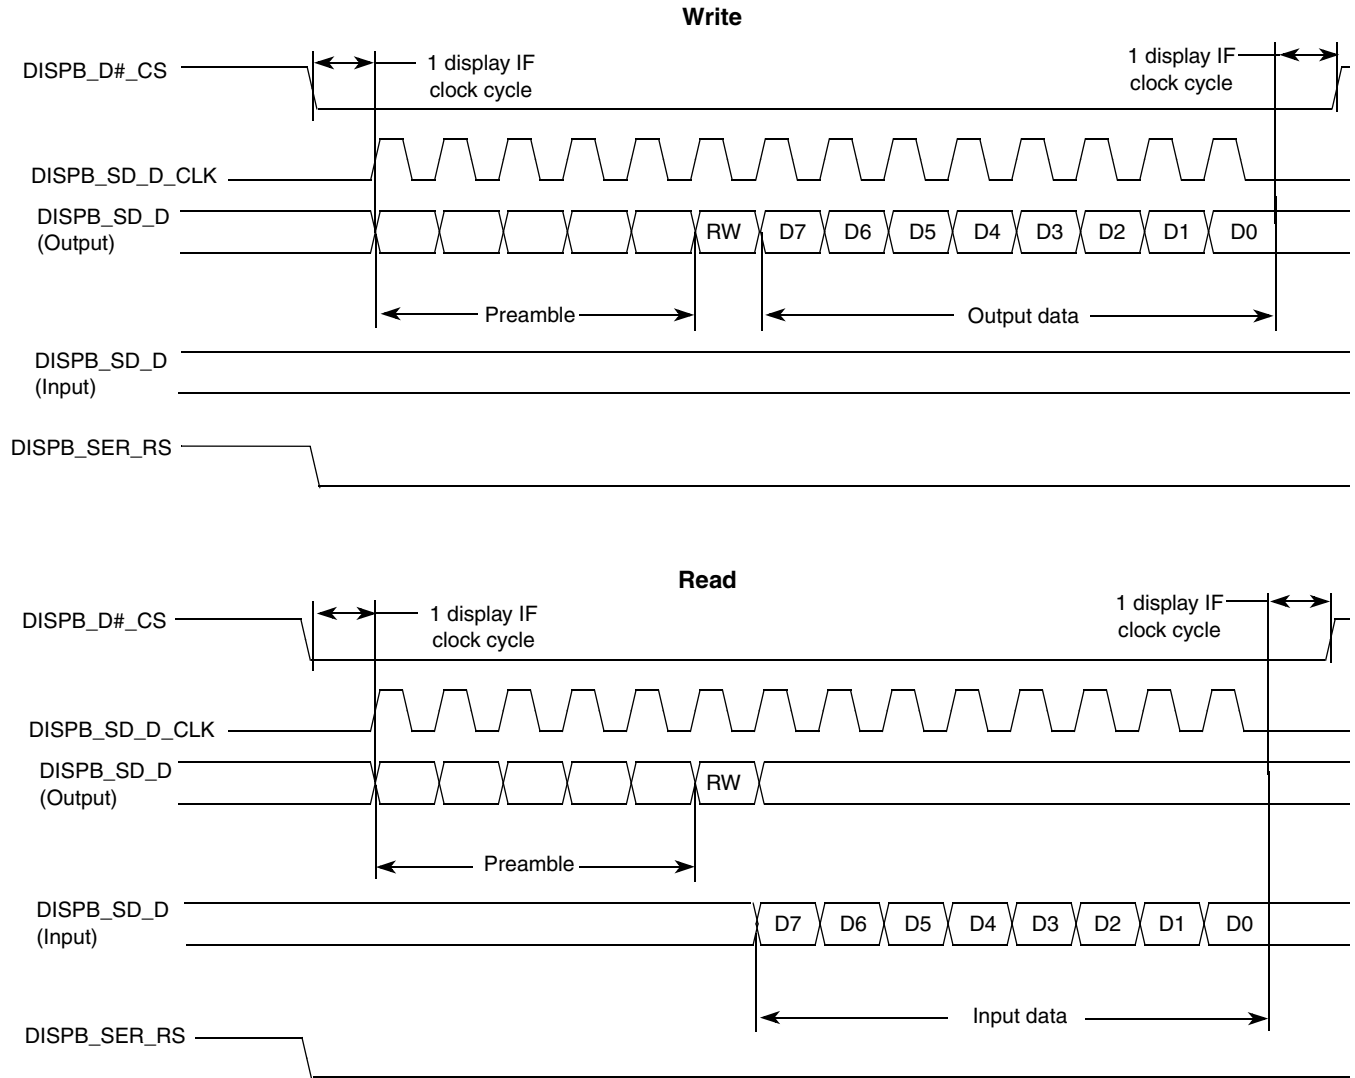 Write
DISPB_D#_CS
1 display IF
clock cycle
1 display IF
clock cycle
DISPB_SD_D_CLK
DISPB_SD_D
(Output)
RW D7 D6 D5 D4 D3 D2 D1 D0
Preamble
Output data
DISPB_SD_D
(Input)
DISPB_SER_RS
Read
DISPB_D#_CS
1 display IF
clock cycle
1 display IF
clock cycle
DISPB_SD_D_CLK
DISPB_SD_D
(Output)
RW
Preamble
DISPB_SD_D
(Input)
D7 D6 D5 D4 D3 D2 D1 D0
Input data
DISPB_SER_RS